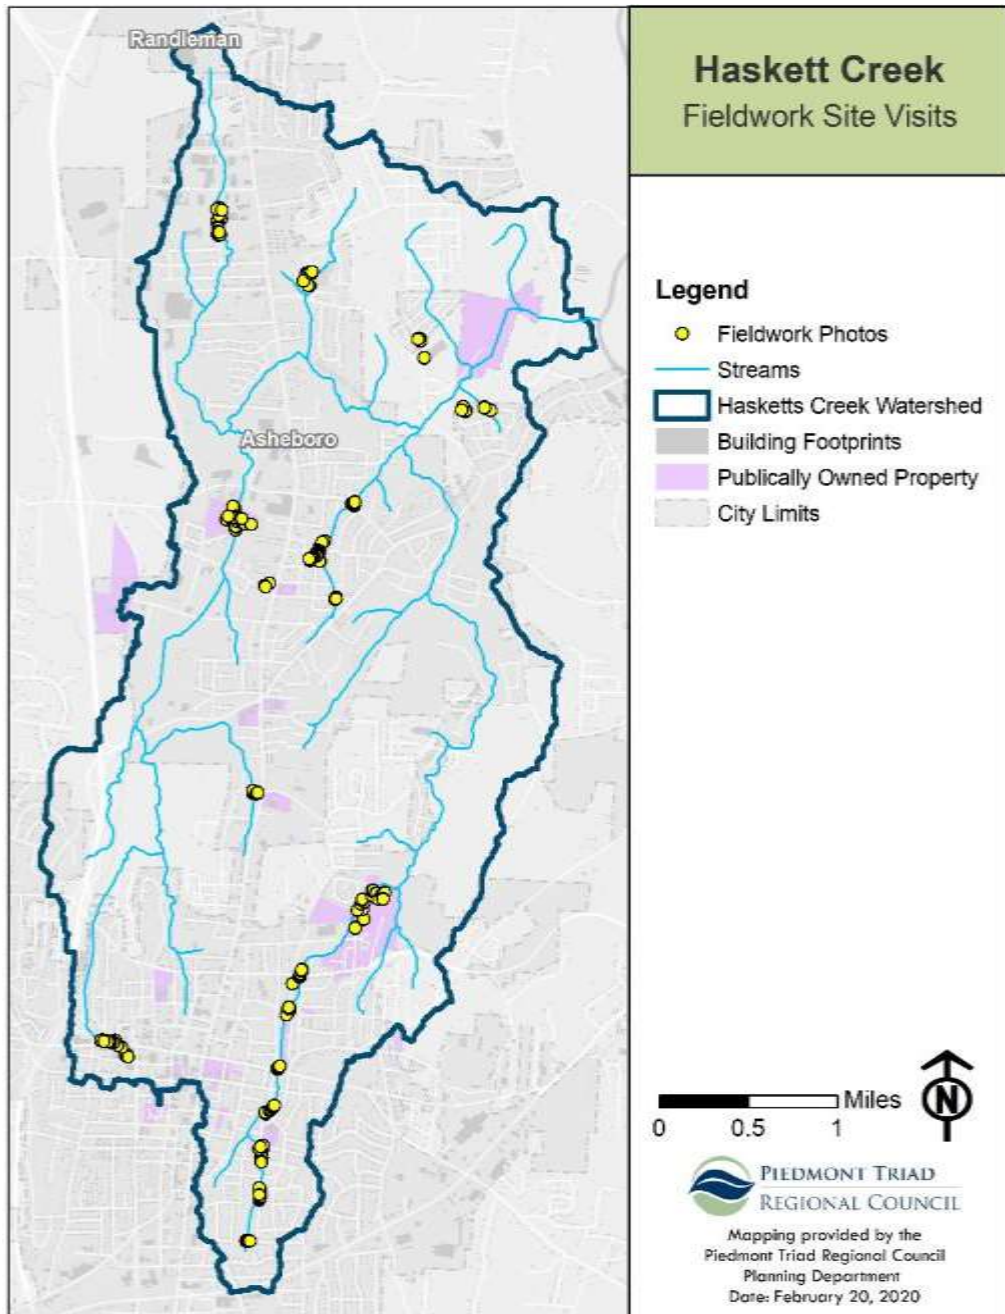 Randleman
Asheboro
Haskett Creek
Fieldwork Site Visits
Legend
Fieldwork Photos
Streams
Hasketts Creek Watershed
Building Footprints
Publically Owned Property
City Limits
Miles
0 0.5 1
N
PIEDMONT TRIAD
REGIONAL COUNCIL
Mapping provided by the
Piedmont Triad Regional Council
Planning Department
Date: February 20, 2020